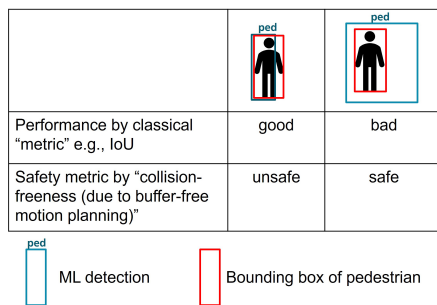 ped
ped
Performance by classical
“metric” e.g., IoU
good
bad
Safety metric by “collision-
freeness (due to buffer-free
motion planning)”
unsafe
safe
ped
ML detection
Bounding box of pedestrian